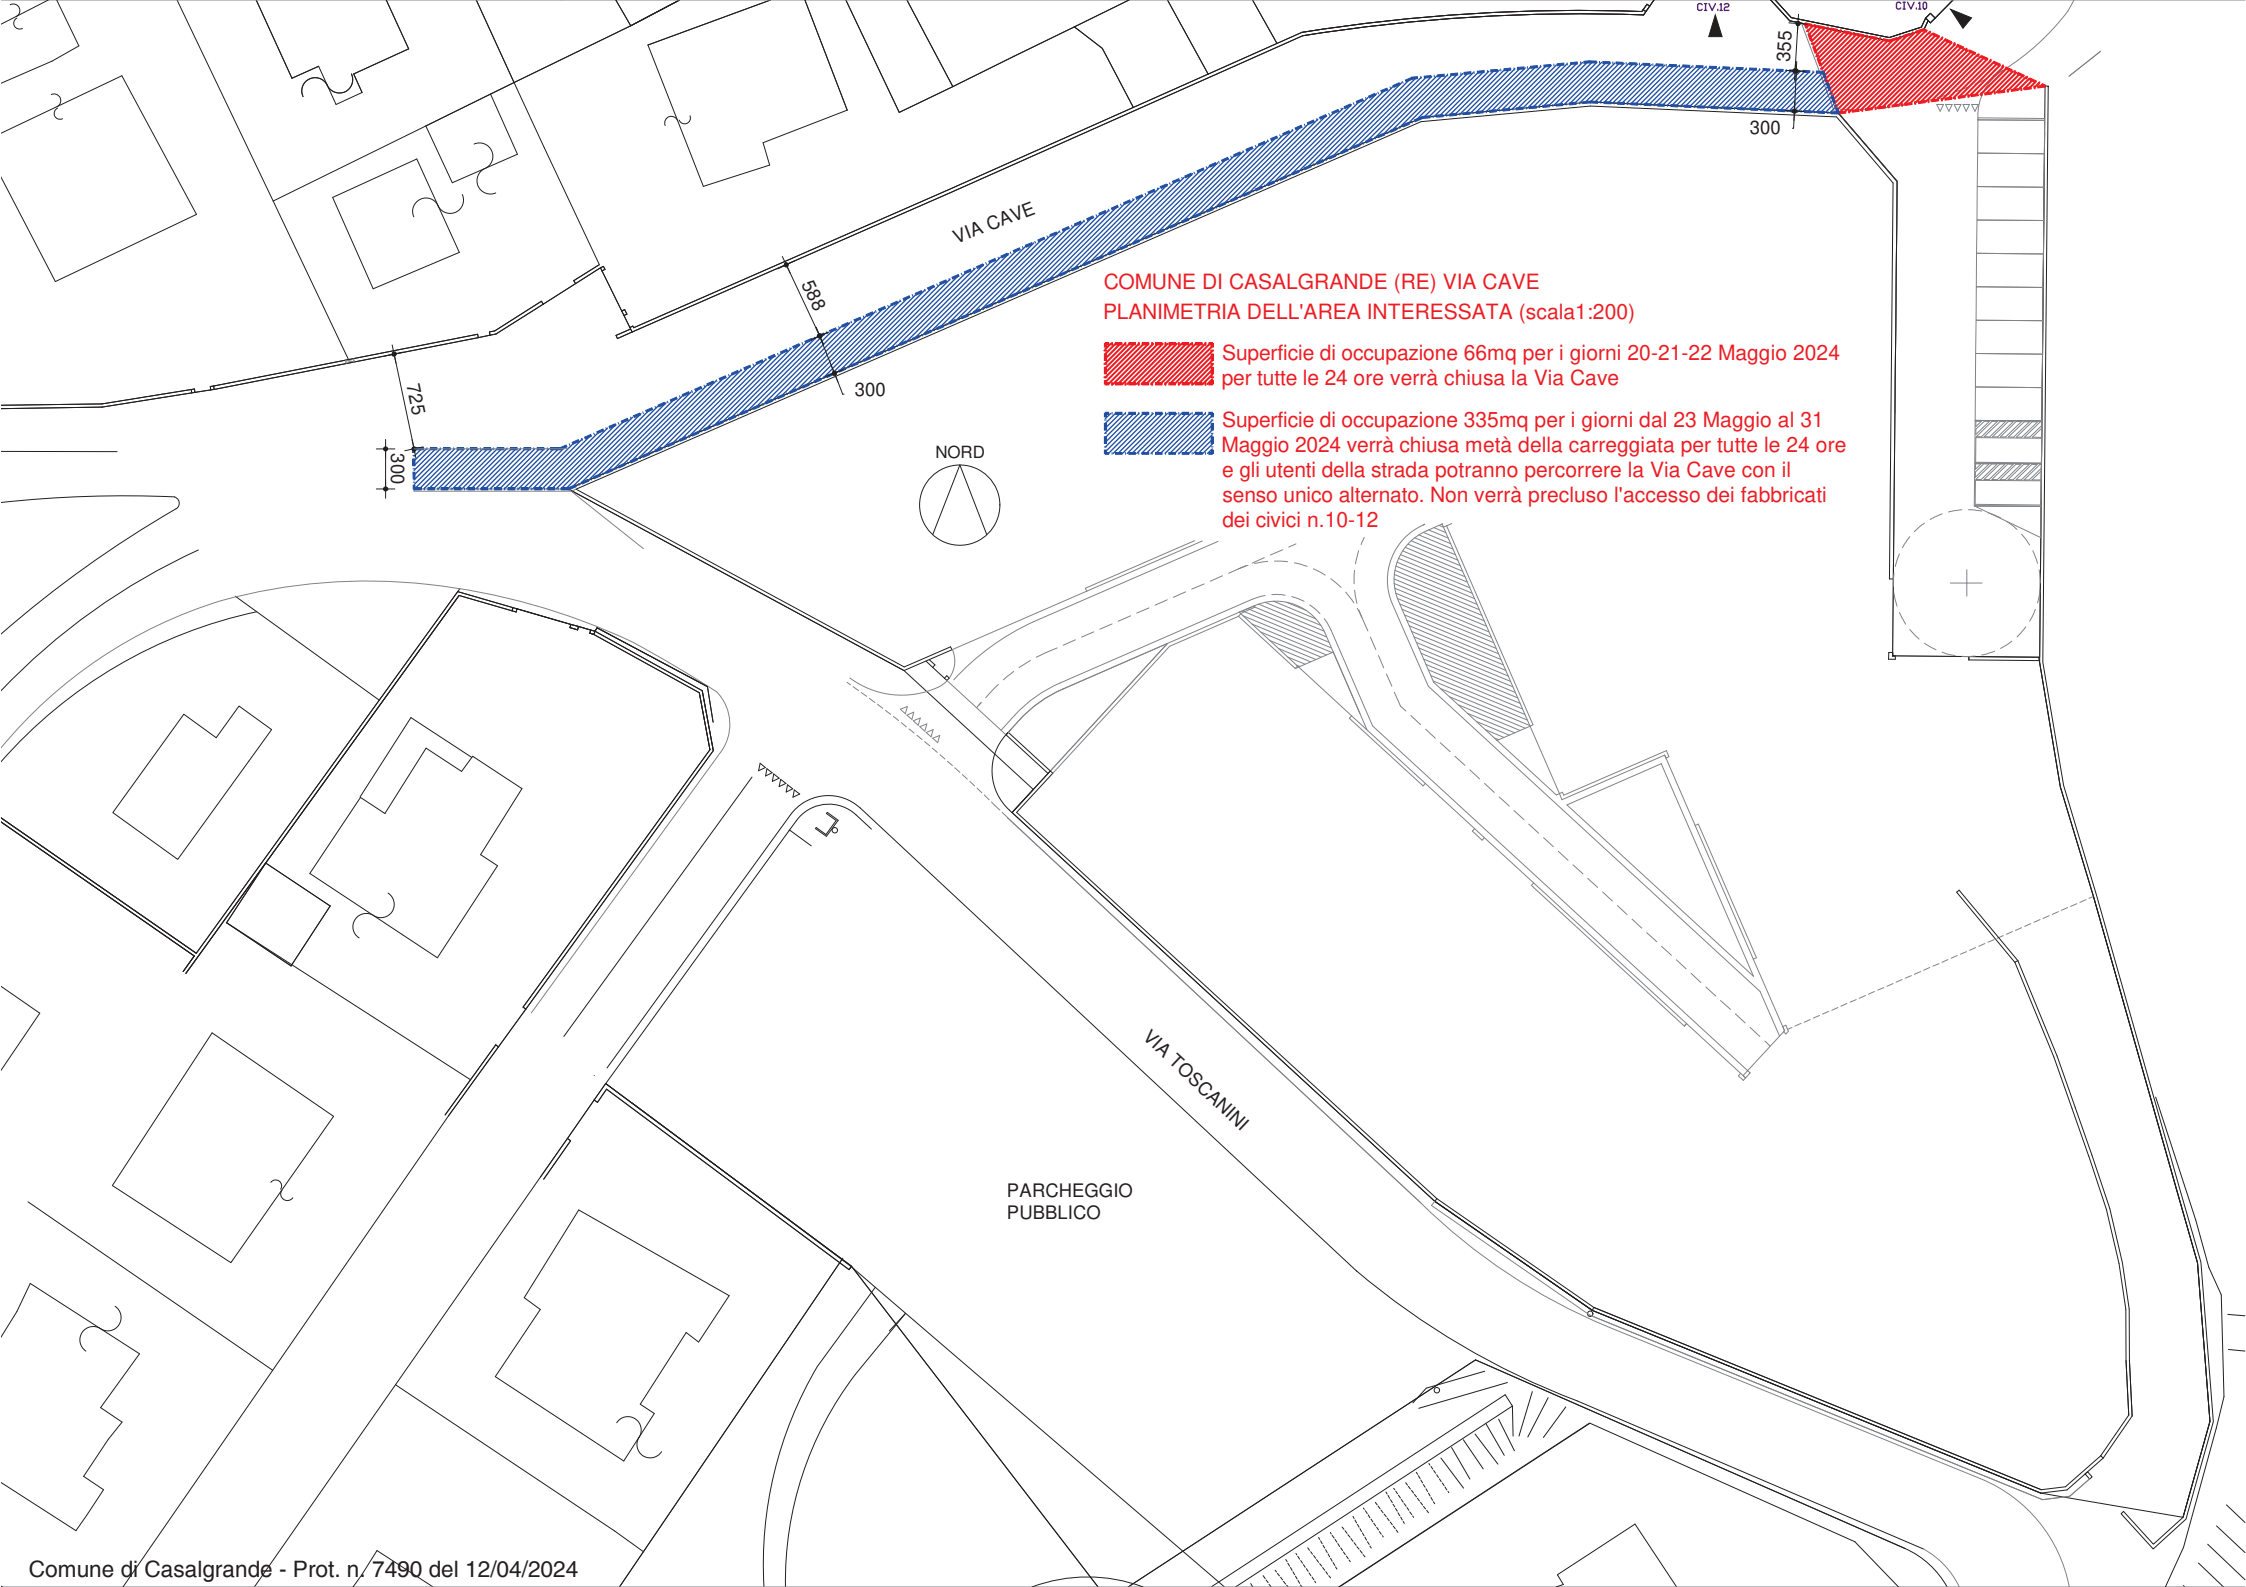 CIV.12
CIV.10
355
300
VIA CAVE
588
300
725
300
COMUNE DI CASALGRANDE (RE) VIA CAVE
PLANIMETRIA DELL'AREA INTERESSATA (scala1:200)
Superficie di occupazione 66mq per i giorni 20-21-22 Maggio 2024
per tutte le 24 ore verrà chiusa la Via Cave
Superficie di occupazione 335mq per i giorni dal 23 Maggio al 31
Maggio 2024 verrà chiusa metà della carreggiata per tutte le 24 ore
e gli utenti della strada potranno percorrere la Via Cave con il
senso unico alternato. Non verrà precluso l'accesso dei fabbricati
dei civici n.10-12
NORD
VIA TOSCANINI
PARCHEGGIO
PUBBLICO
Comune di Casalgrande - Prot. n. 7490 del 12/04/2024